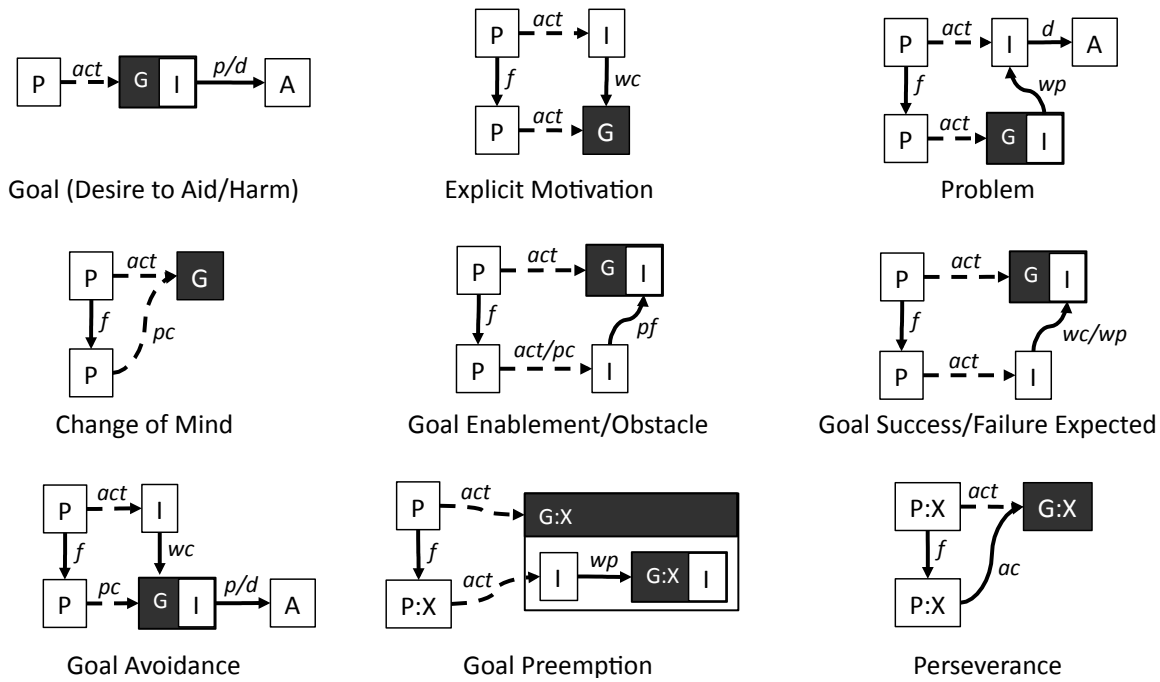 P act G I p/d A
Goal (Desire to Aid/Harm)
P act I
f wc
P act G
Explicit Motivation
P act I d A
f wp
P act G I
Problem
P act G
f pc
P
Change of Mind
P act G I
f pf
P act/pc I
Goal Enablement/Obstacle
P act G I
f wc/wp
P act I
Goal Success/Failure Expected
P act I
f wc
P pc G I p/d A
Goal Avoidance
P act G:X
f I wp G:X I
P:X act
Goal Preemption
P:X act G:X
f ac
P:X
Perseverance